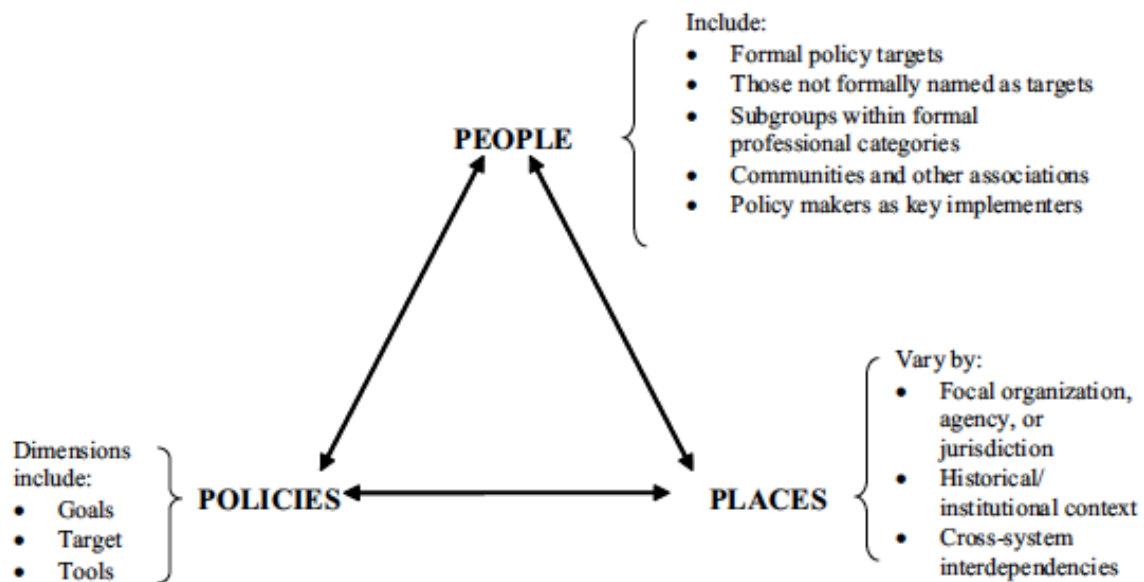 Include:
• Formal policy targets
• Those not formally named as targets
• Subgroups within formal
professional categories
• Communities and other associations
• Policy makers as key implementers
PEOPLE
Vary by:
• Focal organization,
agency, or
jurisdiction
• Historical/
institutional context
• Cross-system
interdependencies
Dimensions
include:
• Goals
• Target
• Tools
POLICIES
PLACES